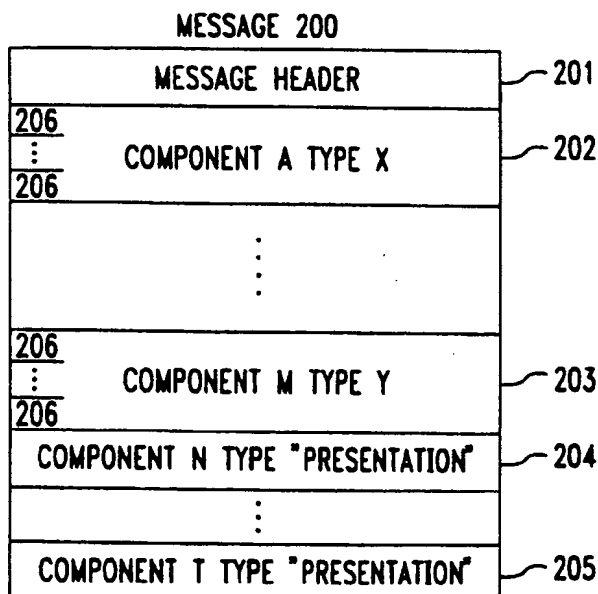 MESSAGE 200
MESSAGE HEADER 201
206
COMPONENT A TYPE X 202
206
206
COMPONENT M TYPE Y 203
206
COMPONENT N TYPE "PRESENTATION" 204
COMPONENT T TYPE "PRESENTATION" 205